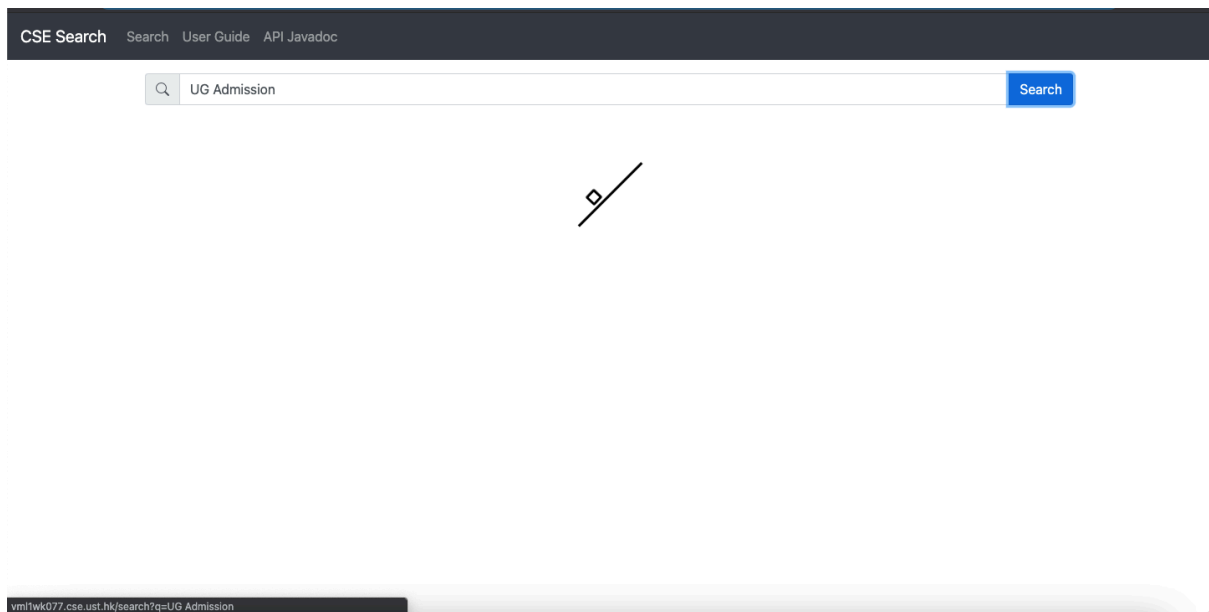 CSE Search Search User Guide API Javadoc
UG Admission Search
vml1wk077.cse.ust.hk/search?q=UG Admission